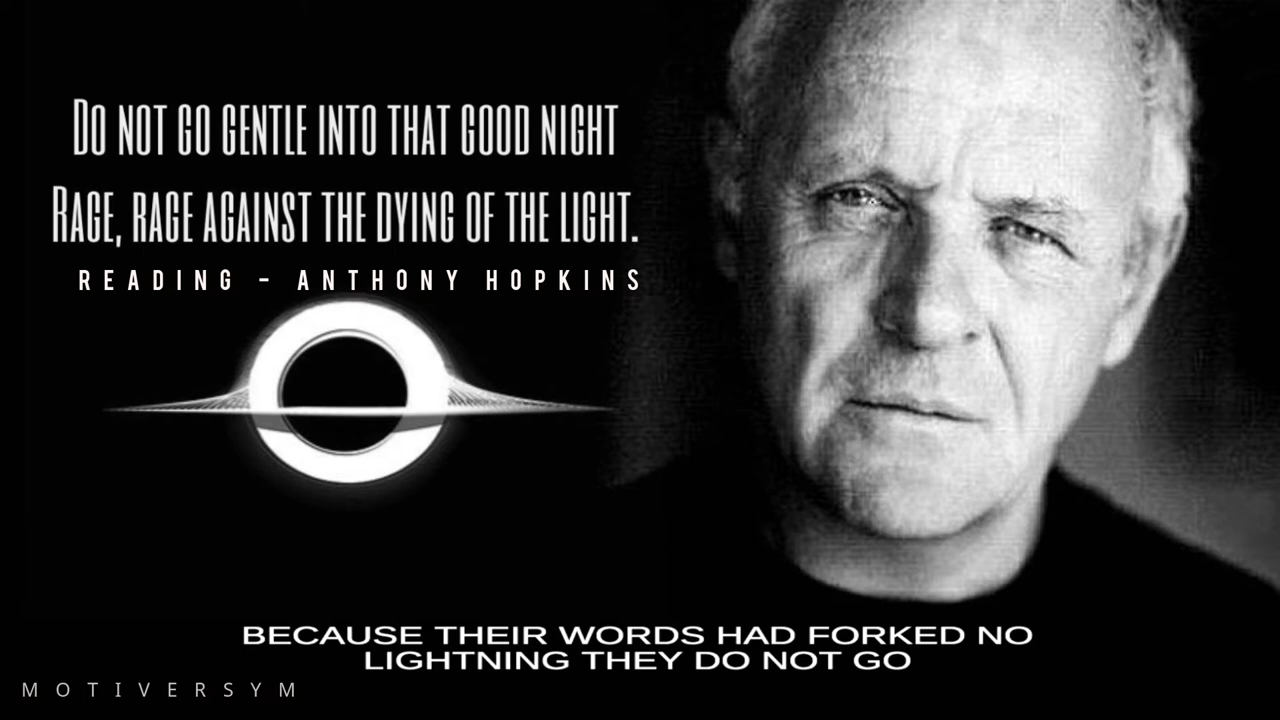 Do not go gentle into that good night
Rage, rage against the dying of the light.
READING - ANTHONY HOPKINS
BECAUSE THEIR WORDS HAD FORKED NO
LIGHTNING THEY DO NOT GO
MOTIVERSYM